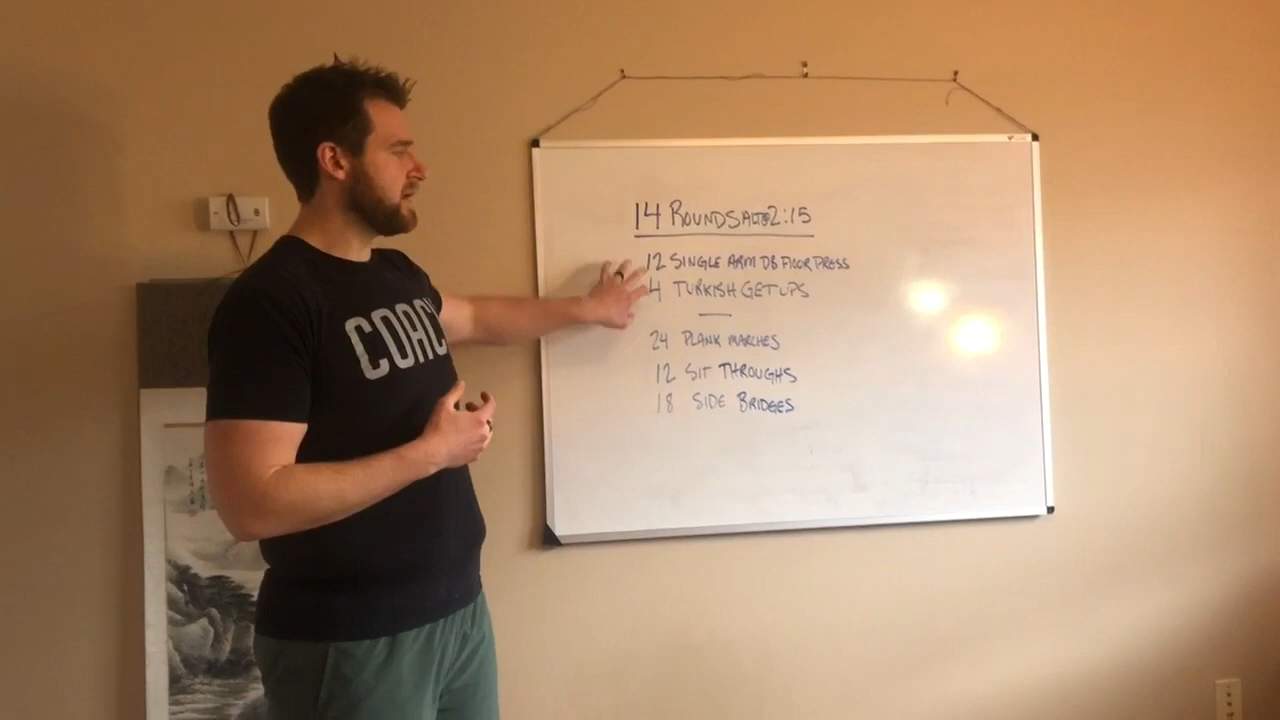 COAC
14 ROUNDS ALT@2:15
12 SINGLE ARM DB FLOOR PRESS
4 TURKISH GET UPS
24 PLANK MARCHES
12 SIT THROUGHS
18 SIDE BRIDGES